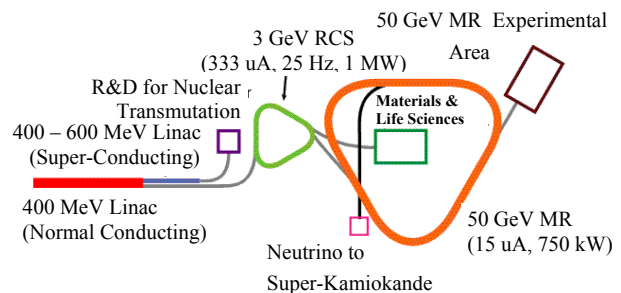 50 GeV MR Experimental
Area
3 GeV RCS
(333 uA, 25 Hz, 1 MW)
R&D for Nuclear
Transmutation
Materials &
Life Sciences
400 – 600 MeV Linac
(Super-Conducting)
400 MeV Linac
(Normal Conducting)
50 GeV MR
(15 uA, 750 kW)
Neutrino to
Super-Kamiokande